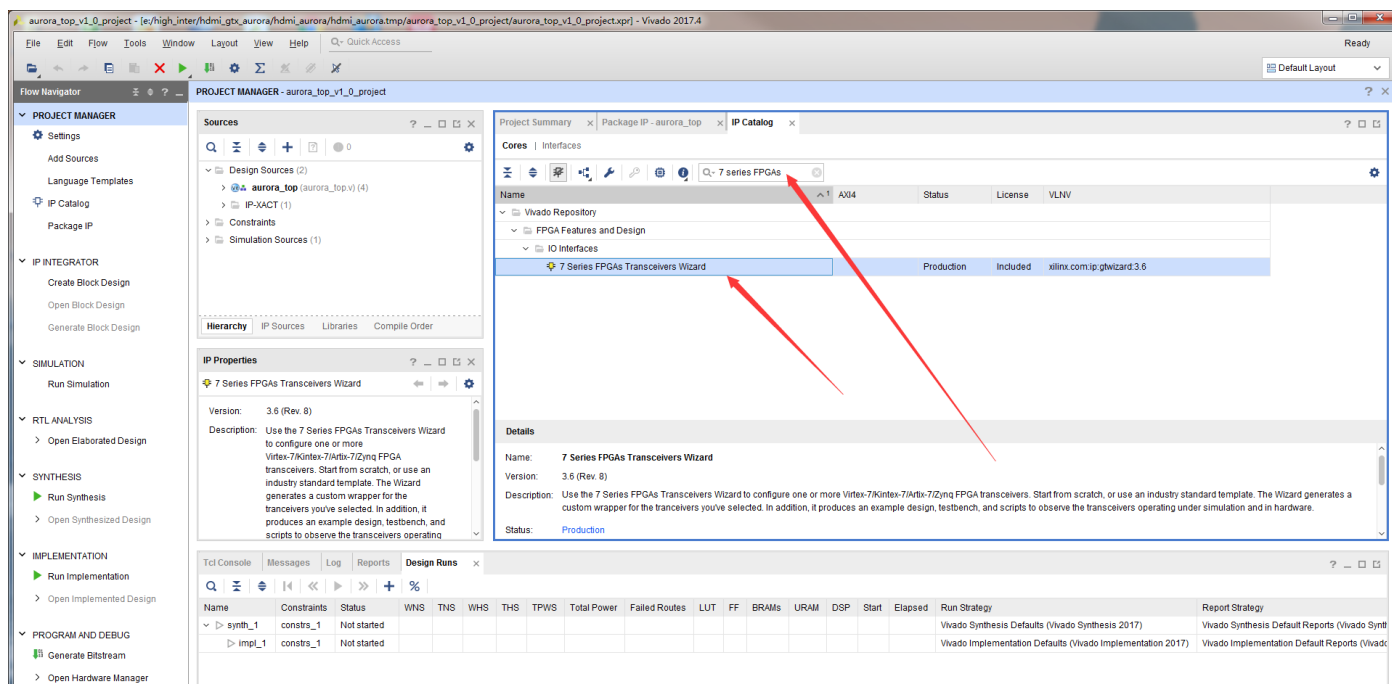 aurora_top_v1_0_project - [e:/high_inter/hdmi_gtx_aurora/hdmi_aurora/hdmi_aurora.tmp/aurora_top_v1_0_project/aurora_top_v1_0_project.xpr] - Vivado 2017.4
File Edit Flow Tools Window Layout View Help Quick Access Ready
Default Layout
Flow Navigator
PROJECT MANAGER - aurora_top_v1_0_project
PROJECT MANAGER
Settings
Add Sources
Language Templates
IP Catalog
Package IP
IP INTEGRATOR
Create Block Design
Open Block Design
Generate Block Design
SIMULATION
Run Simulation
RTL ANALYSIS
Open Elaborated Design
SYNTHESIS
Run Synthesis
Open Synthesized Design
IMPLEMENTATION
Run Implementation
Open Implemented Design
PROGRAM AND DEBUG
Generate Bitstream
Open Hardware Manager
Sources
0
Design Sources (2)
aurora_top (aurora_top.v) (4)
IP-XACT (1)
Constraints
Simulation Sources (1)
Hierarchy IP Sources Libraries Compile Order
IP Properties
7 Series FPGAs Transceivers Wizard
Version: 3.6 (Rev. 8)
Description: Use the 7 Series FPGAs Transceivers Wizard
to configure one or more
Virtex-7/Kintex-7/Artix-7/Zynq FPGA
transceivers. Start from scratch, or use an
industry standard template. The Wizard
generates a custom wrapper for the
tranceivers you've selected. In addition, it
produces an example design, testbench, and
scripts to observe the transceivers operating
Project Summary Package IP - aurora_top IP Catalog
Cores | Interfaces
7 series FPGAs
Name 1 AXI4 Status License VLNV
Vivado Repository
FPGA Features and Design
IO Interfaces
7 Series FPGAs Transceivers Wizard Production Included xilinx.com:ip:gtwizard:3.6
Details
Name: 7 Series FPGAs Transceivers Wizard
Version: 3.6 (Rev. 8)
Description: Use the 7 Series FPGAs Transceivers Wizard to configure one or more Virtex-7/Kintex-7/Artix-7/Zynq FPGA transceivers. Start from scratch, or use an industry standard template. The Wizard generates a
custom wrapper for the tranceivers you've selected. In addition, it produces an example design, testbench, and scripts to observe the transceivers operating under simulation and in hardware.
Status: Production
Tcl Console Messages Log Reports Design Runs
Name Constraints Status WNS TNS WHS THS TPWS Total Power Failed Routes LUT FF BRAMs URAM DSP Start Elapsed Run Strategy Report Strategy
synth_1 constrs_1 Not started Vivado Synthesis Defaults (Vivado Synthesis 2017) Vivado Synthesis Default Reports (Vivado Synth
impl_1 constrs_1 Not started Vivado Implementation Defaults (Vivado Implementation 2017) Vivado Implementation Default Reports (Vivado